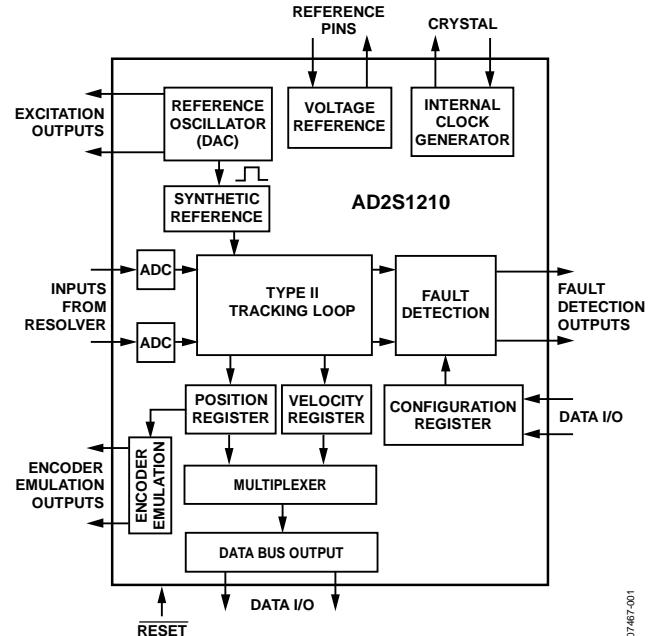 REFERENCE
PINS
CRYSTAL
EXCITATION
OUTPUTS
REFERENCE
OSCILLATOR
(DAC)
VOLTAGE
REFERENCE
INTERNAL
CLOCK
GENERATOR
SYNTHETIC
REFERENCE
AD2S1210
INPUTS
FROM
RESOLVER
ADC
ADC
TYPE II
TRACKING LOOP
FAULT
DETECTION
FAULT
DETECTION
OUTPUTS
POSITION
REGISTER
VELOCITY
REGISTER
CONFIGURATION
REGISTER
DATA I/O
ENCODER
EMULATION
OUTPUTS
ENCODER
EMULATION
MULTIPLEXER
DATA BUS OUTPUT
DATA I/O
RESET
07467-001